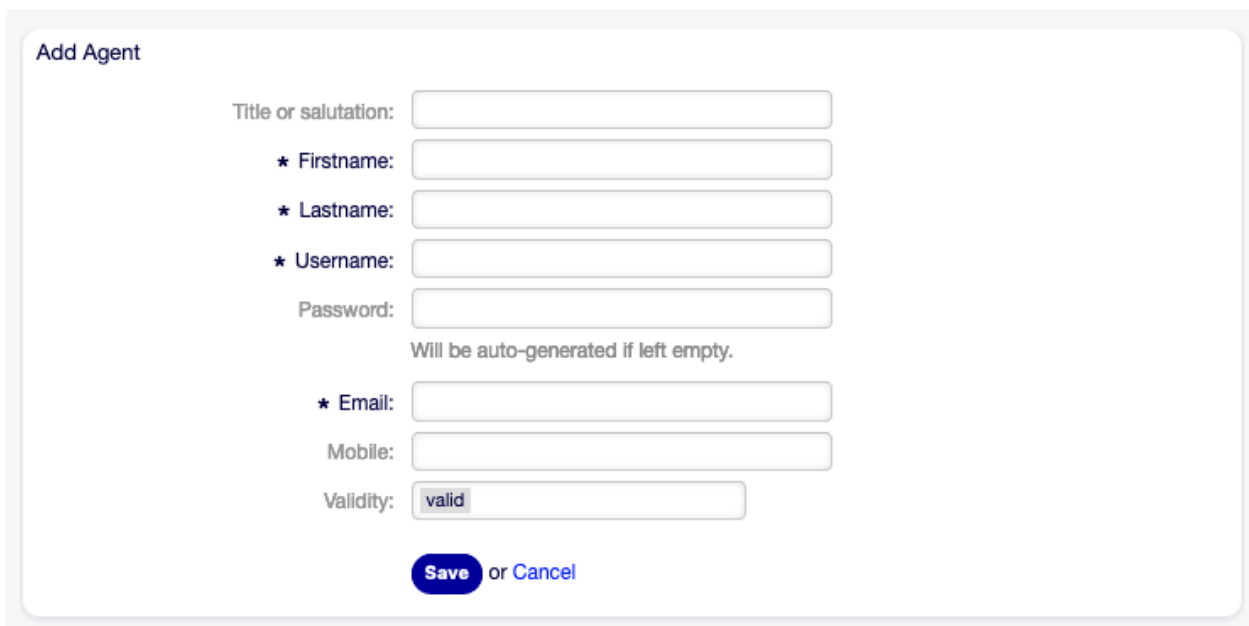 Add Agent
Title or salutation:
★ Firstname:
★ Lastname:
★ Username:
Password:
Will be auto-generated if left empty.
★ Email:
Mobile:
Validity: valid
Save or Cancel